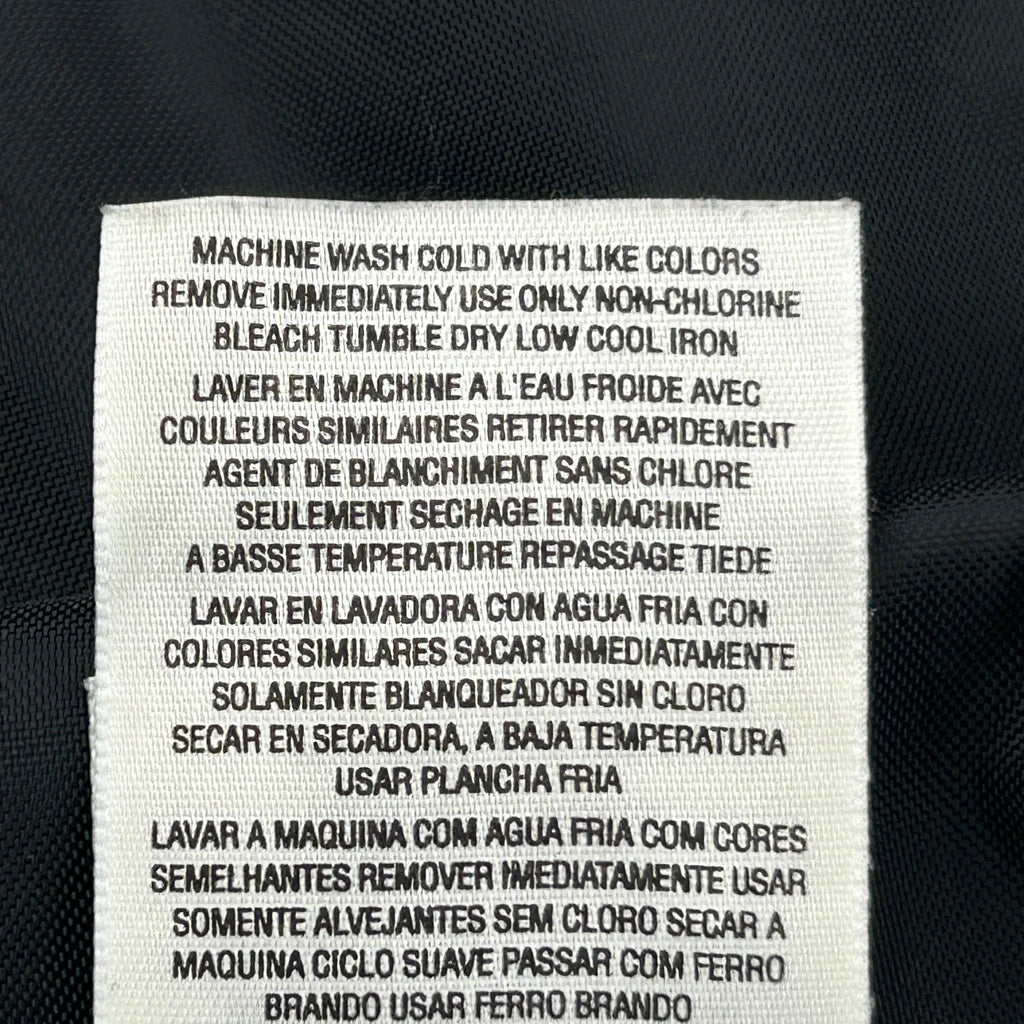 MACHINE WASH COLD WITH LIKE COLORS
REMOVE IMMEDIATELY USE ONLY NON-CHLORINE
BLEACH TUMBLE DRY LOW COOL IRON
LAVER EN MACHINE A L'EAU FROIDE AVEC
COULEURS SIMILAIRES RETIRER RAPIDEMENT
AGENT DE BLANCHIMENT SANS CHLORE
SEULEMENT SECHAGE EN MACHINE
A BASSE TEMPERATURE REPASSAGE TIEDE
LAVAR EN LAVADORA CON AGUA FRIA CON
COLORES SIMILARES SACAR INMEDIATAMENTE
SOLAMENTE BLANQUEADOR SIN CLORO
SECAR EN SECADORA, A BAJA TEMPERATURA
USAR PLANCHA FRIA
LAVAR A MAQUINA COM AGUA FRIA COM CORES
SEMELHANTES REMOVER IMEDIATAMENTE USAR
SOMENTE ALVEJANTES SEM CLORO SECAR A
MAQUINA CICLO SUAVE PASSAR COM FERRO
BRANDO USAR FERRO BRANDO